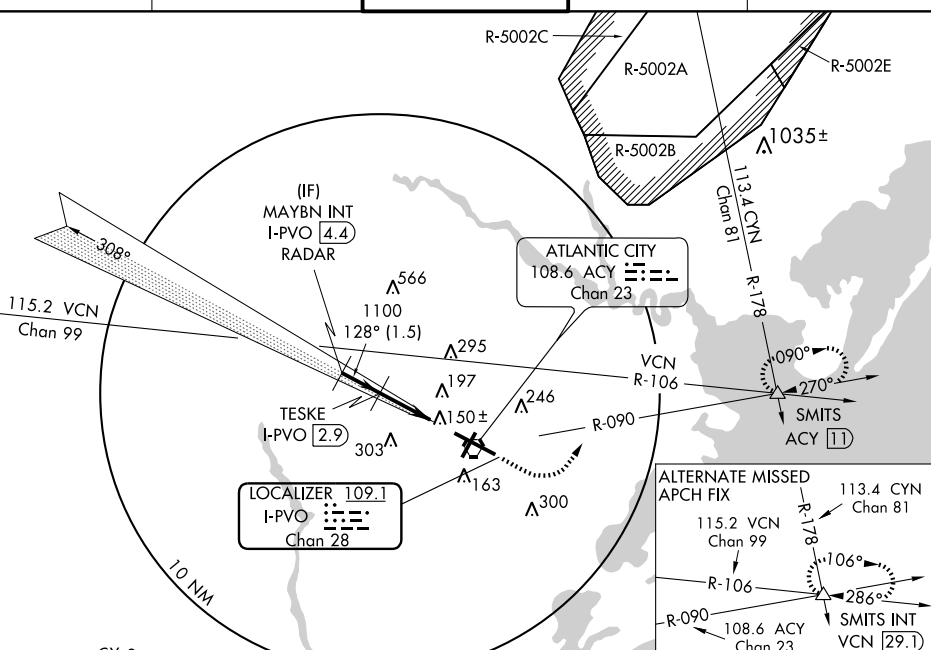 R-5002C
R-5002A
R-5002E
R-5002B
1035±
113.4 CYN
Chan 81
R-178
(IF)
MAYBN INT
I-PVO 4.4
RADAR
308°
ATLANTIC CITY
108.6 ACY
Chan 23
566
1100
128° (1.5)
115.2 VCN
Chan 99
295
VCN
R-106
090°
270°
197
246
TESKE
I-PVO 2.9
150±
R-090
SMITS
ACY 11
303
163
300
LOCALIZER 109.1
I-PVO
Chan 28
10 NM
ALTERNATE MISSED
APCH FIX
113.4 CYN
Chan 81
R-178
115.2 VCN
Chan 99
106°
R-106
286°
R-090
SMITS INT
VCN 29.1
108.6 ACY
Chan 23